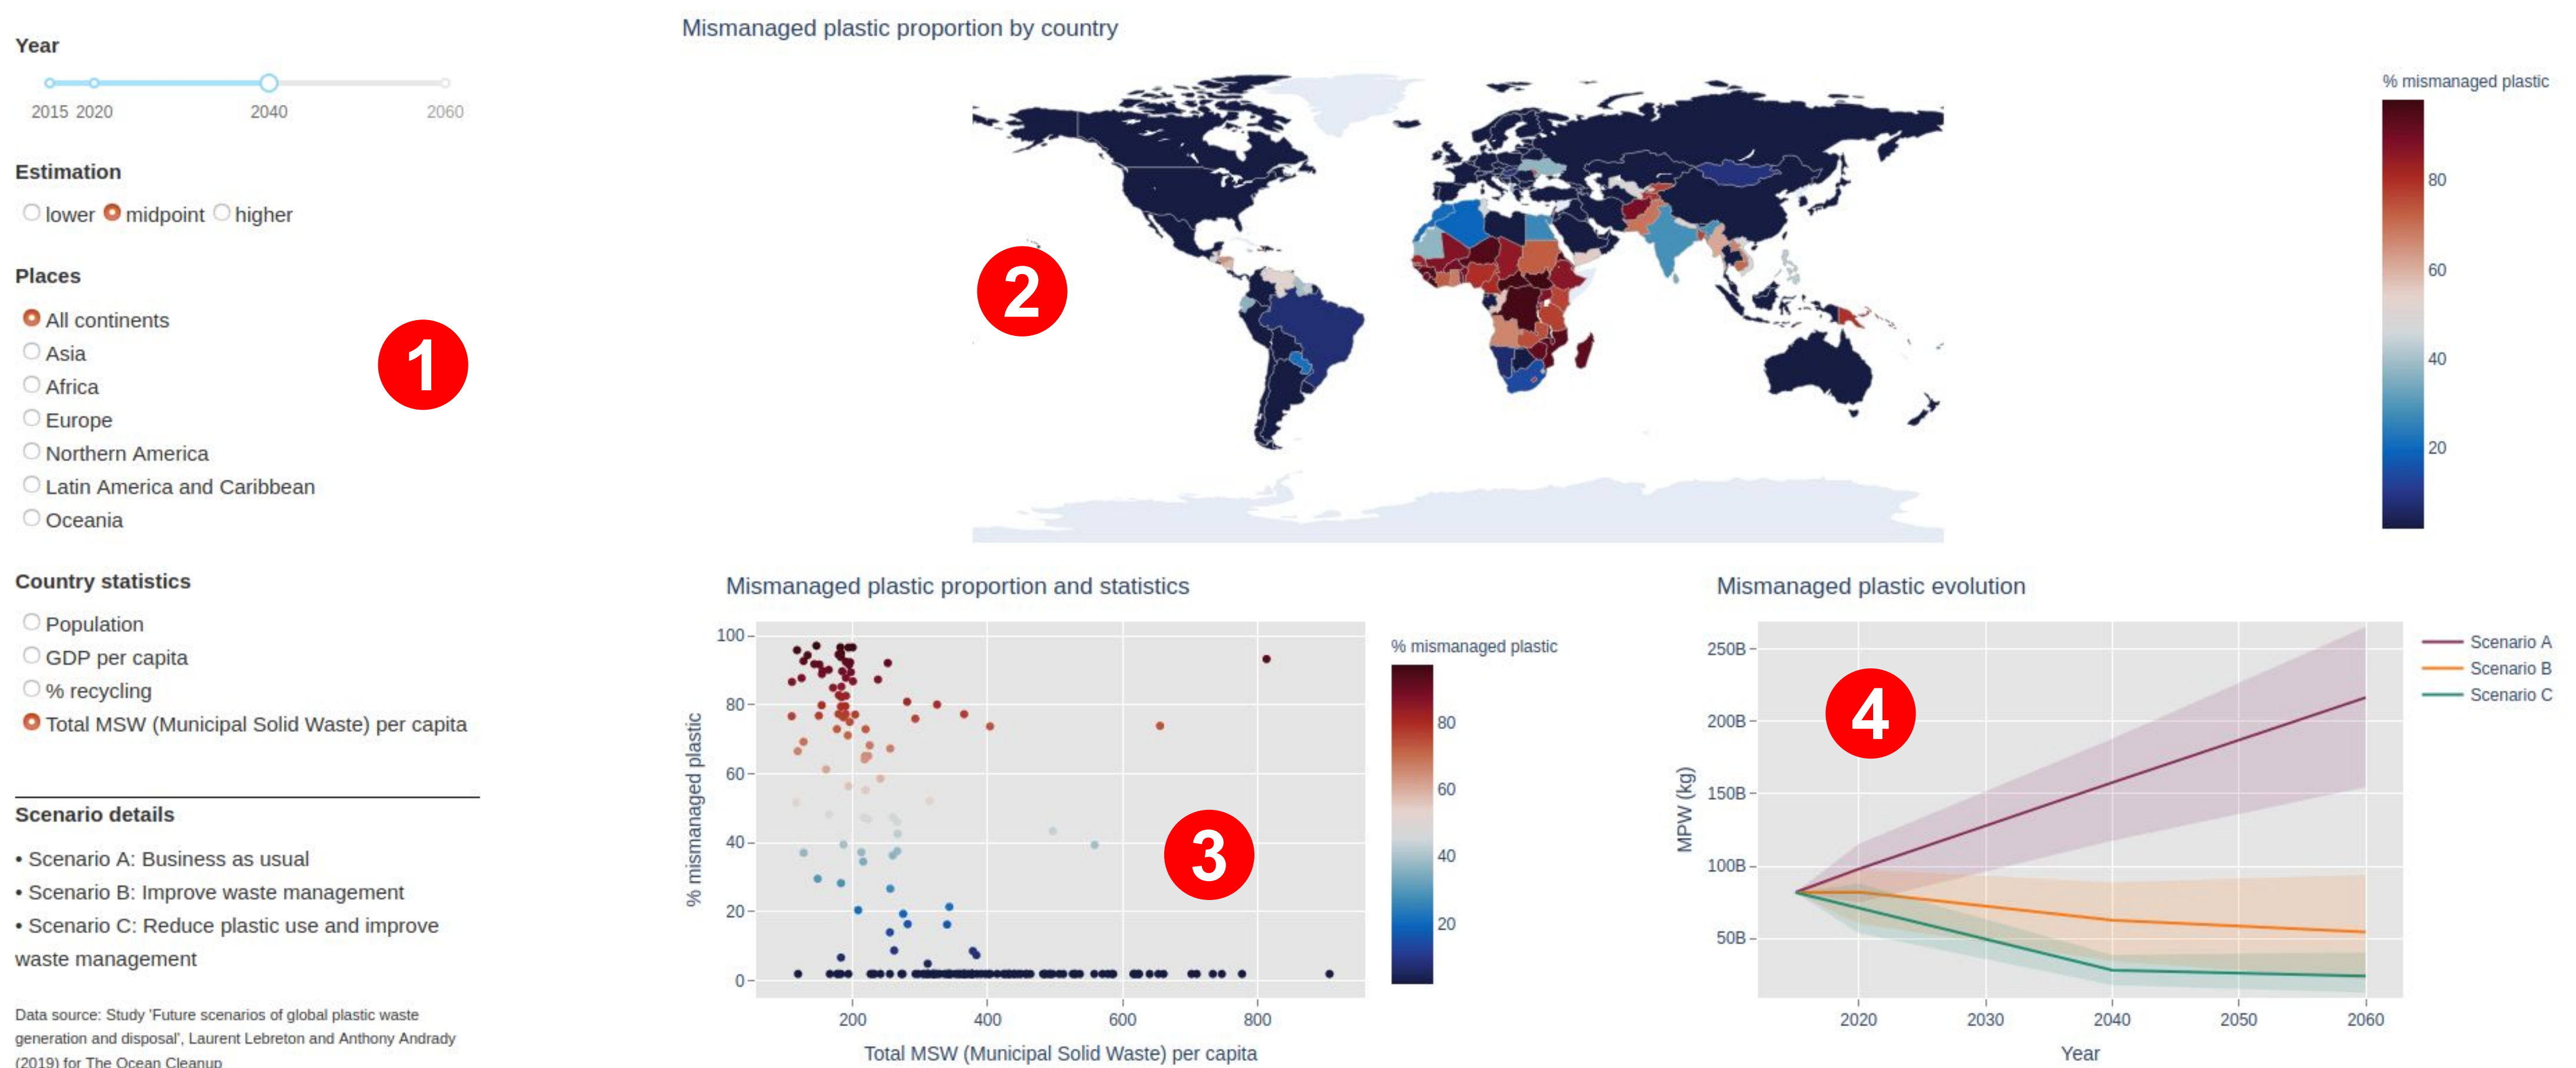 Year
2015 2020 2040 2060
Estimation
lower midpoint higher
Places
All continents
Asia
Africa
Europe
Northern America
Latin America and Caribbean
Oceania
1
Country statistics
Population
GDP per capita
% recycling
Total MSW (Municipal Solid Waste) per capita
Scenario details
• Scenario A: Business as usual
• Scenario B: Improve waste management
• Scenario C: Reduce plastic use and improve
waste management
Data source: Study 'Future scenarios of global plastic waste
generation and disposal', Laurent Lebreton and Anthony Andrady
(2019) for The Ocean Cleanup
Mismanaged plastic proportion by country
2
% mismanaged plastic
80
60
40
20
Mismanaged plastic proportion and statistics
100
80
60
40
20
0
% mismanaged plastic
200 400 600 800
Total MSW (Municipal Solid Waste) per capita
3
% mismanaged plastic
80
60
40
20
Mismanaged plastic evolution
250B
200B
150B
100B
50B
MPW (kg)
2020 2030 2040 2050 2060
Year
4
Scenario A
Scenario B
Scenario C